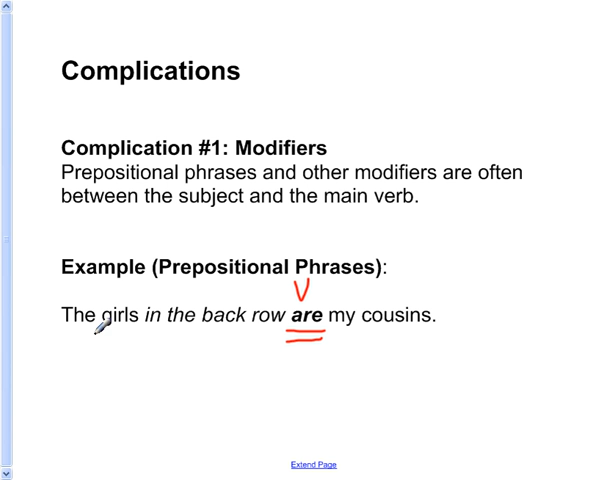 Complications
Complication #1: Modifiers
Prepositional phrases and other modifiers are often
between the subject and the main verb.
Example (Prepositional Phrases):
V
The girls in the back row are my cousins.
Extend Page